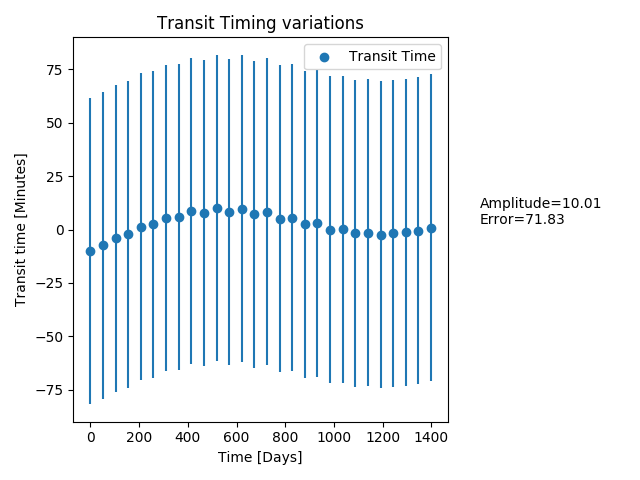 Transit Timing variations
Transit Time
75
50
25
0
−25
−50
−75
Transit time [Minutes]
0 200 400 600 800 1000 1200 1400
Time [Days]
Amplitude=10.01
Error=71.83